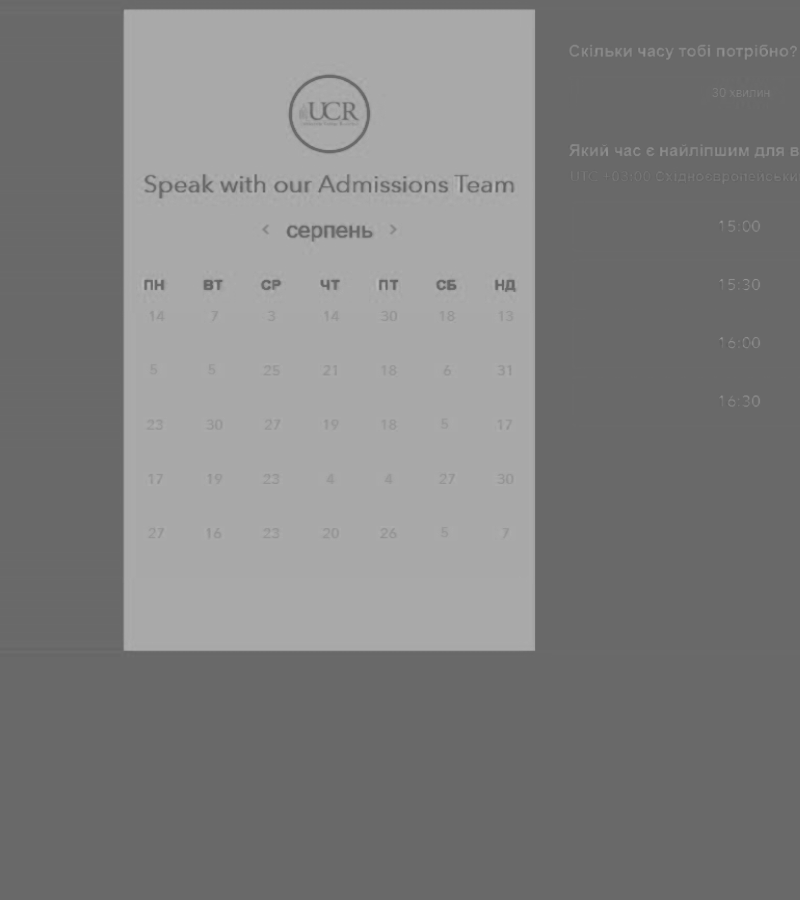 UCR
Speak with our Admissions Team
< серпень >
ПН ВТ СР ЧТ ПТ СБ НД
14 7 3 14 30 18 13
5 5 25 21 18 6 31
23 30 27 19 18 5 17
17 19 23 4 4 27 30
27 16 23 20 26 5 7
Скільки часу тобі потрібно?
30 хвилин
Який час є найліпшим для в
UTC +03:00 Східноєвропейськи
15:00
15:30
16:00
16:30